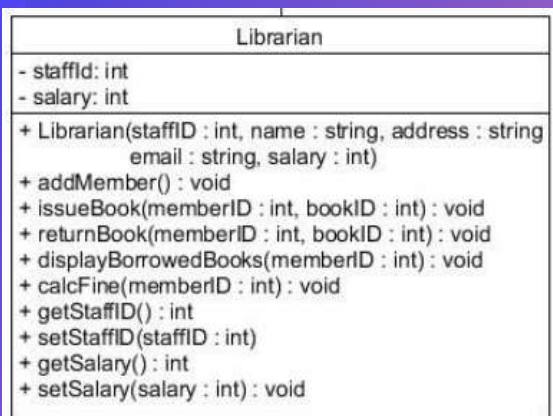 Librarian
- staffId: int
- salary: int
+ Librarian(staffID : int, name : string, address : string
email : string, salary : int)
+ addMember() : void
+ issueBook(memberID : int, bookID : int) : void
+ returnBook(memberID : int, bookID : int) : void
+ displayBorrowedBooks(memberID : int) : void
+ calcFine(memberID : int) : void
+ getStaffID() : int
+ setStaffID(staffID : int)
+ getSalary() : int
+ setSalary(salary : int) : void